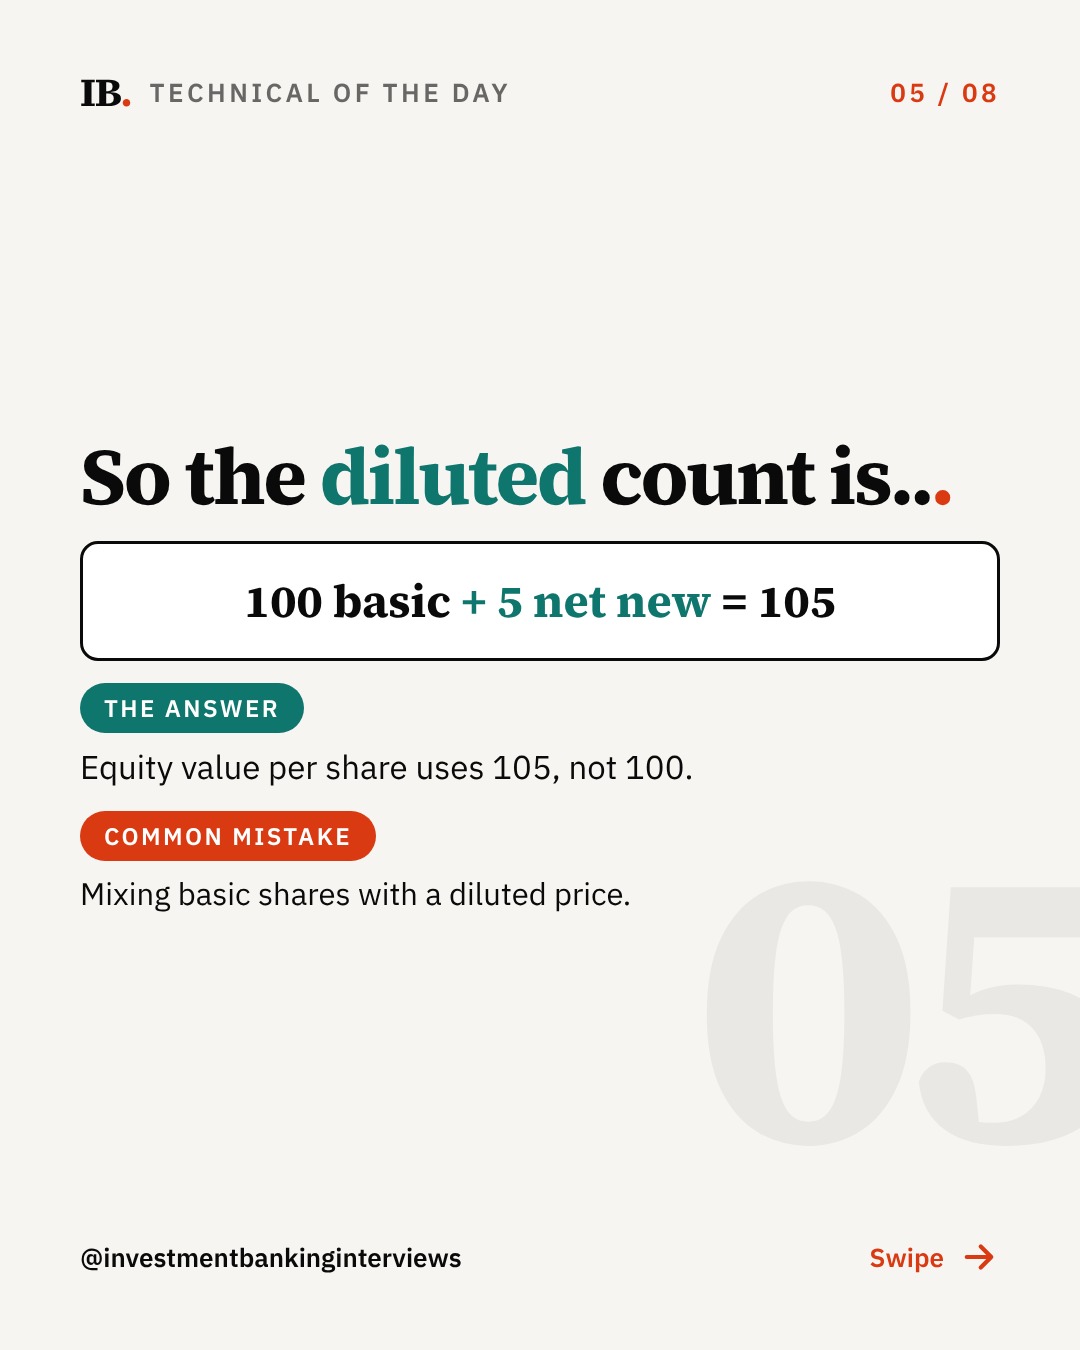 IB. TECHNICAL OF THE DAY
05 / 08
So the diluted count is...
100 basic + 5 net new = 105
THE ANSWER
Equity value per share uses 105, not 100.
COMMON MISTAKE
Mixing basic shares with a diluted price.
05
@investmentbankinginterviews
Swipe →